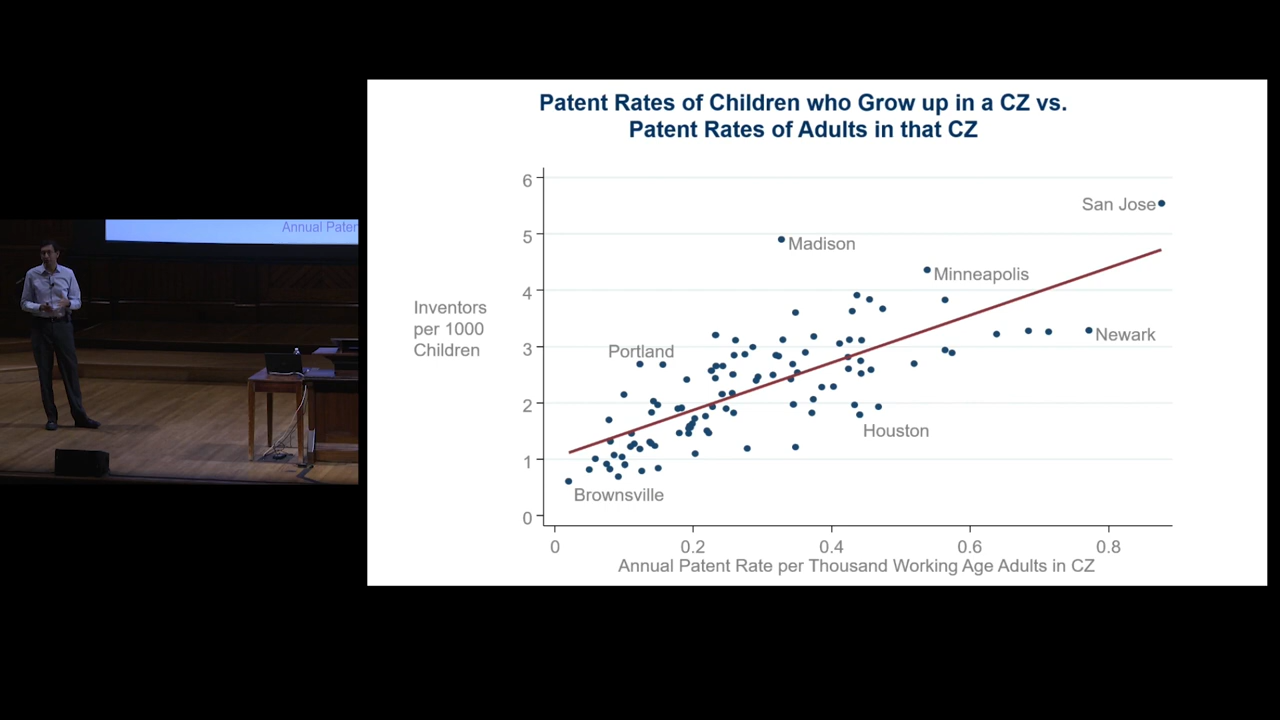 Annual Paten
Patent Rates of Children who Grow up in a CZ vs.
Patent Rates of Adults in that CZ
Inventors
per 1000
Children
6
5
4
3
2
1
0
San Jose
Madison
Minneapolis
Newark
Portland
Houston
Brownsville
0
0.2
0.4
0.6
0.8
Annual Patent Rate per Thousand Working Age Adults in CZ